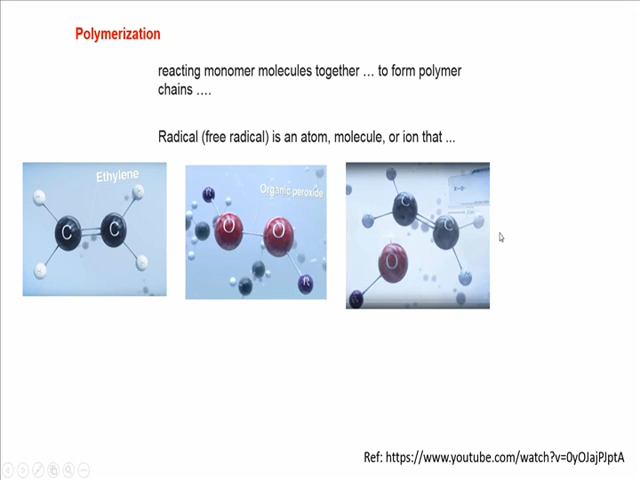 Polymerization
reacting monomer molecules together … to form polymer
chains ….
Radical (free radical) is an atom, molecule, or ion that ...
Ethylene
C C
Organic peroxide
R
O O
R
C
C
O
Ref: https://www.youtube.com/watch?v=0yOJajPJptA